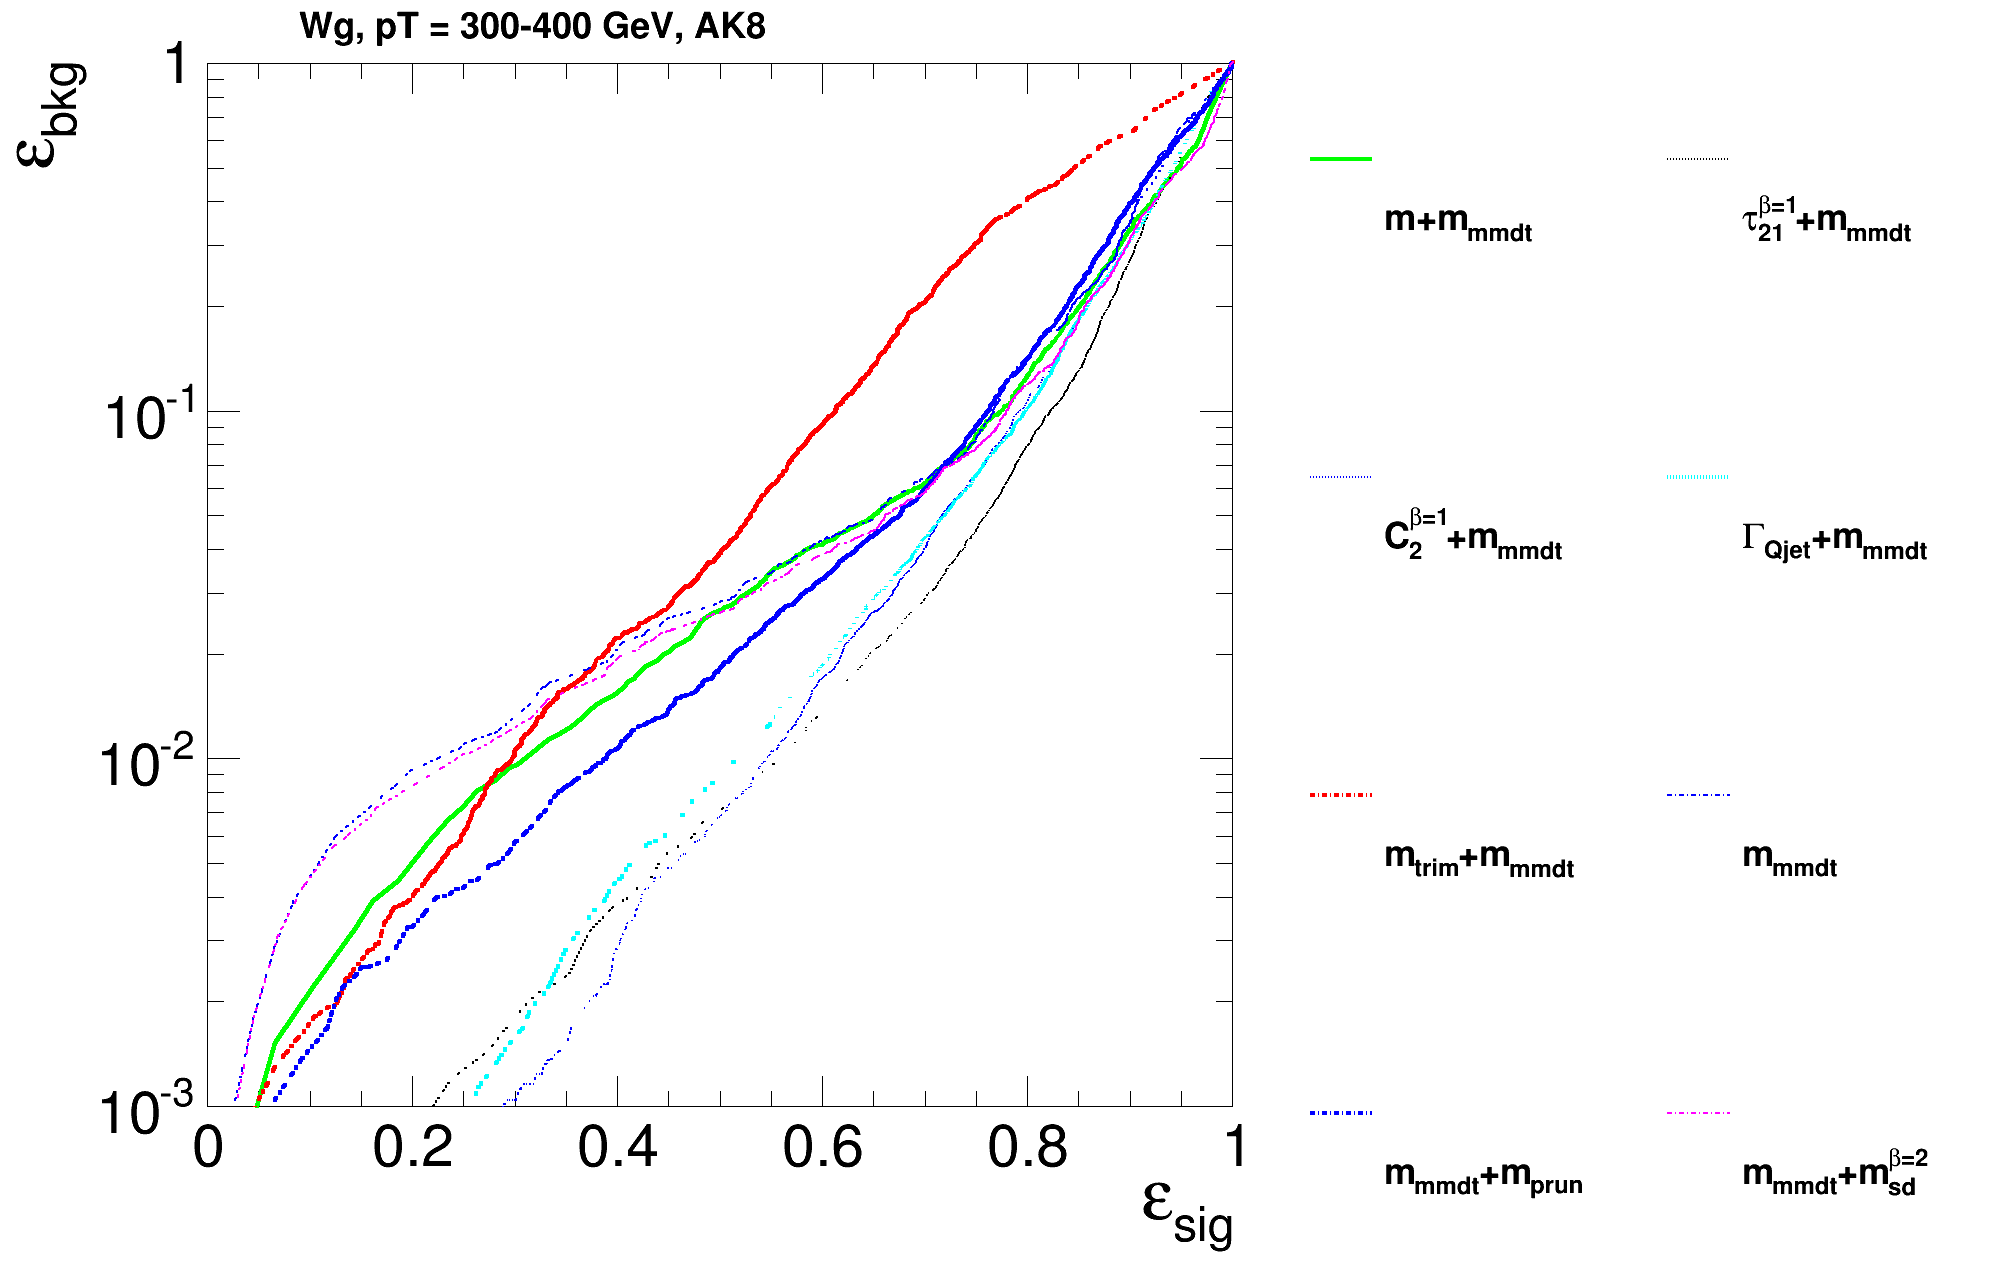 Wg, pT = 300-400 GeV, AK8
ε_bkg
1
10^-1
10^-2
10^-3
0 0.2 0.4 0.6 0.8 1
ε_sig
m+m_mmdt
τ_21^β=1+m_mmdt
C_2^β=1+m_mmdt
Γ_Qjet+m_mmdt
m_trim+m_mmdt
m_mmdt
m_mmdt+m_prun
m_mmdt+m_sd^β=2